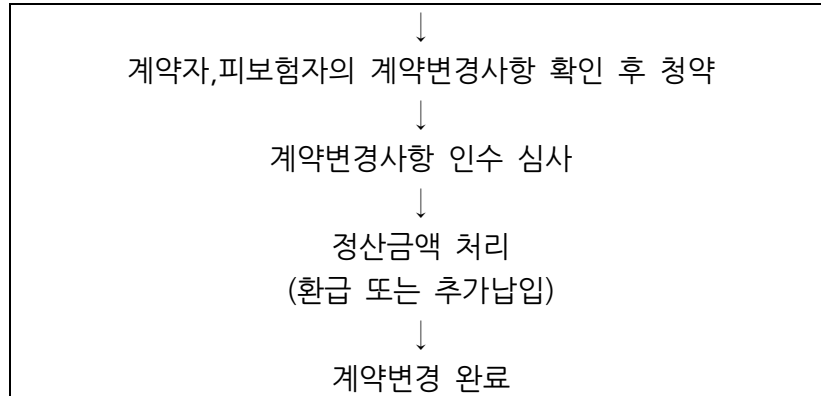 ↓
계약자,피보험자의 계약변경사항 확인 후 청약
↓
계약변경사항 인수 심사
↓
정산금액 처리
(환급 또는 추가납입)
↓
계약변경 완료